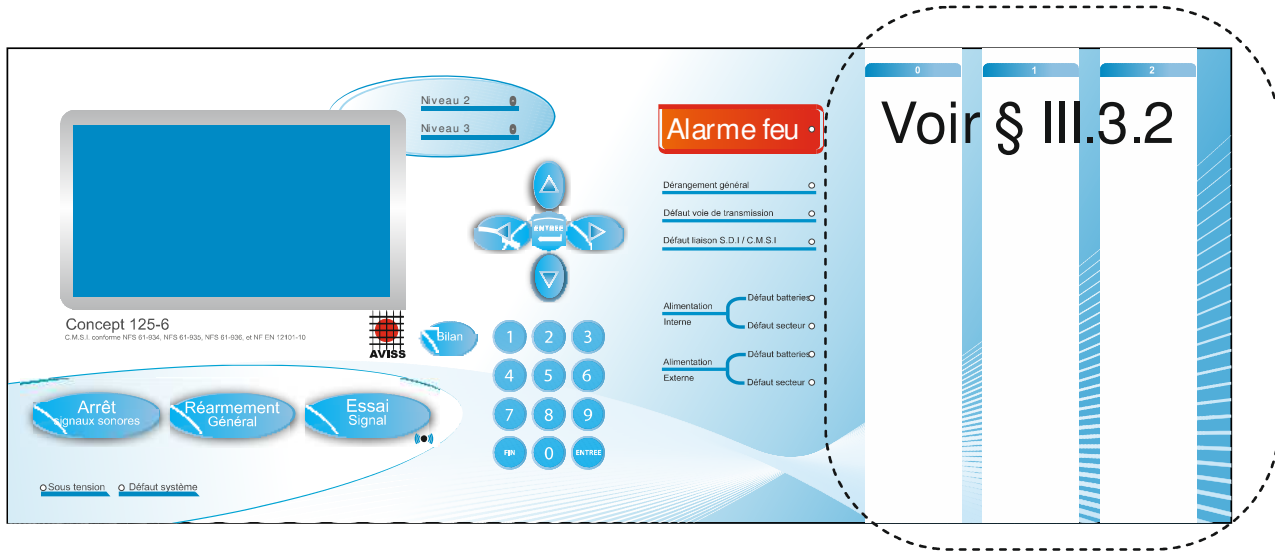 Niveau 2
Niveau 3
Concept 125-6
C.M.S.I. conforme NFS 61-934, NFS 61-935, NFS 61-936, et NF EN 12101-10
AVISS
Arrêt
signaux sonores
Réarmement
Général
Essai
Signal
Sous tension
Défaut système
ENTREE
Bilan
1 2 3
4 5 6
7 8 9
FIN 0 ENTREE
Alarme feu
Dérangement général
Défaut voie de transmission
Défaut liaison S.D.I / C.M.S.I
Alimentation
Interne
Défaut batteries
Défaut secteur
Alimentation
Externe
Défaut batteries
Défaut secteur
0 1 2
Voir § III.3.2